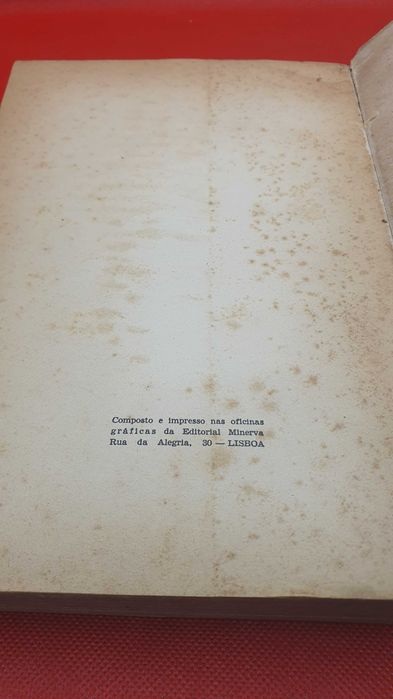 Composto e impresso nas oficinas
gráficas da Editorial Minerva
Rua da Alegria, 30 — LISBOA